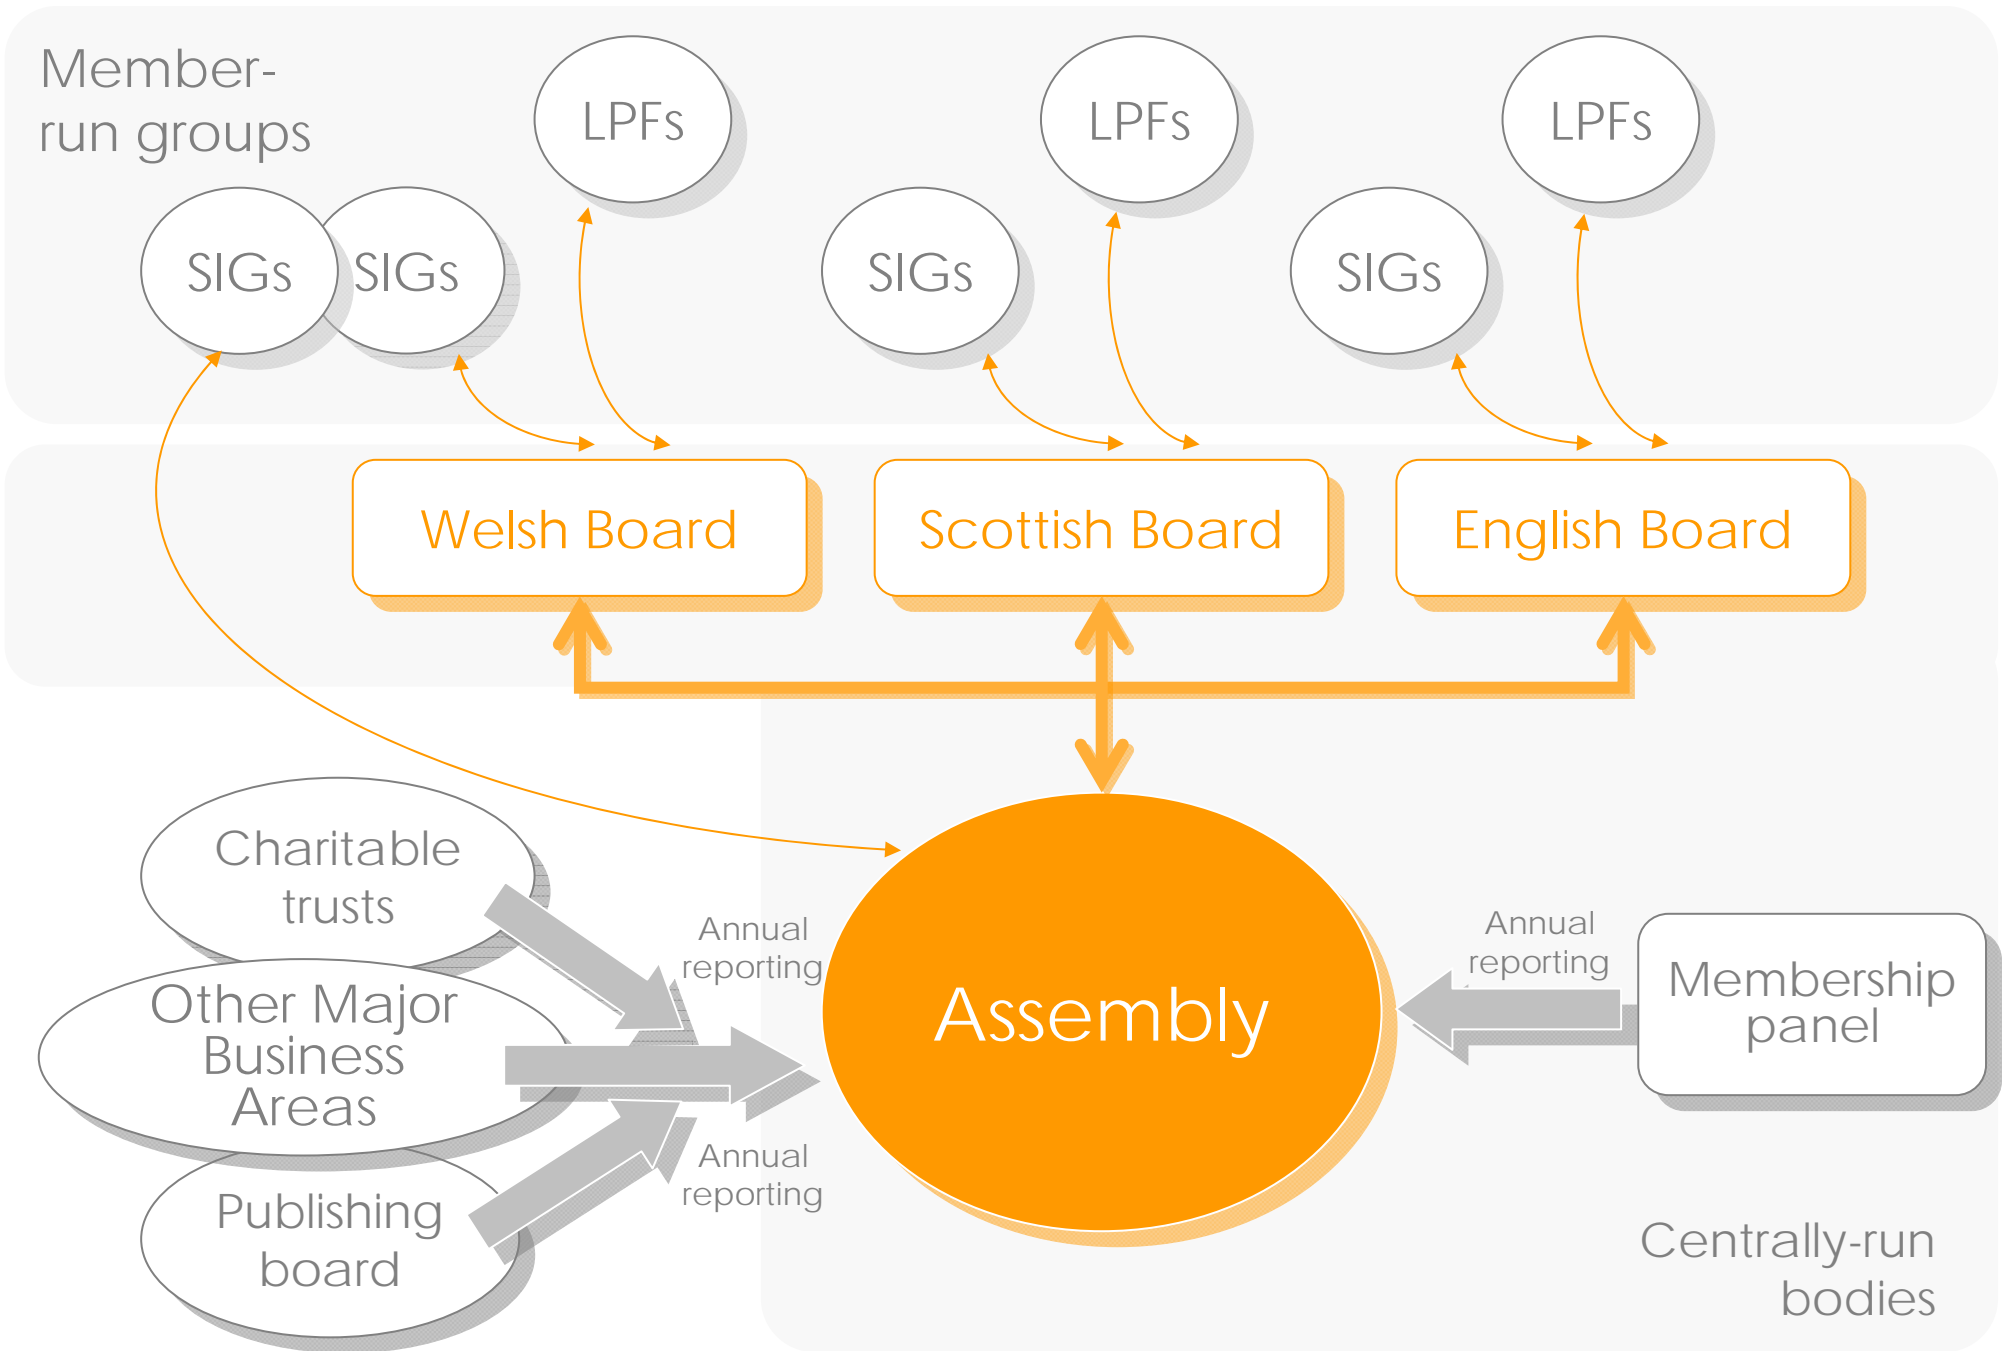 Member-
run groups
LPFs
LPFs
LPFs
SIGs
SIGs
SIGs
SIGs
Welsh Board
Scottish Board
English Board
Charitable
trusts
Other Major
Business
Areas
Publishing
board
Annual
reporting
Annual
reporting
Assembly
Annual
reporting
Membership
panel
Centrally-run
bodies